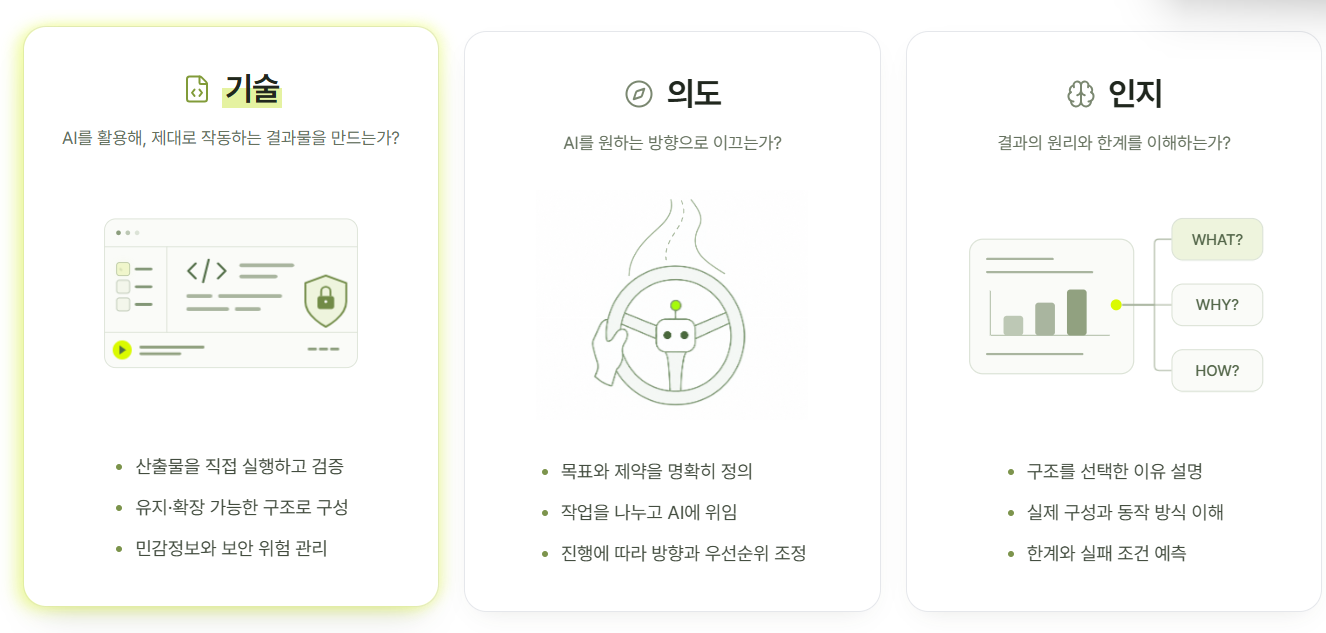 기술
AI를 활용해, 제대로 작동하는 결과물을 만드는가?
산출물을 직접 실행하고 검증
유지·확장 가능한 구조로 구성
민감정보와 보안 위험 관리
의도
AI를 원하는 방향으로 이끄는가?
목표와 제약을 명확히 정의
작업을 나누고 AI에 위임
진행에 따라 방향과 우선순위 조정
인지
결과의 원리와 한계를 이해하는가?
WHAT?
WHY?
HOW?
구조를 선택한 이유 설명
실제 구성과 동작 방식 이해
한계와 실패 조건 예측